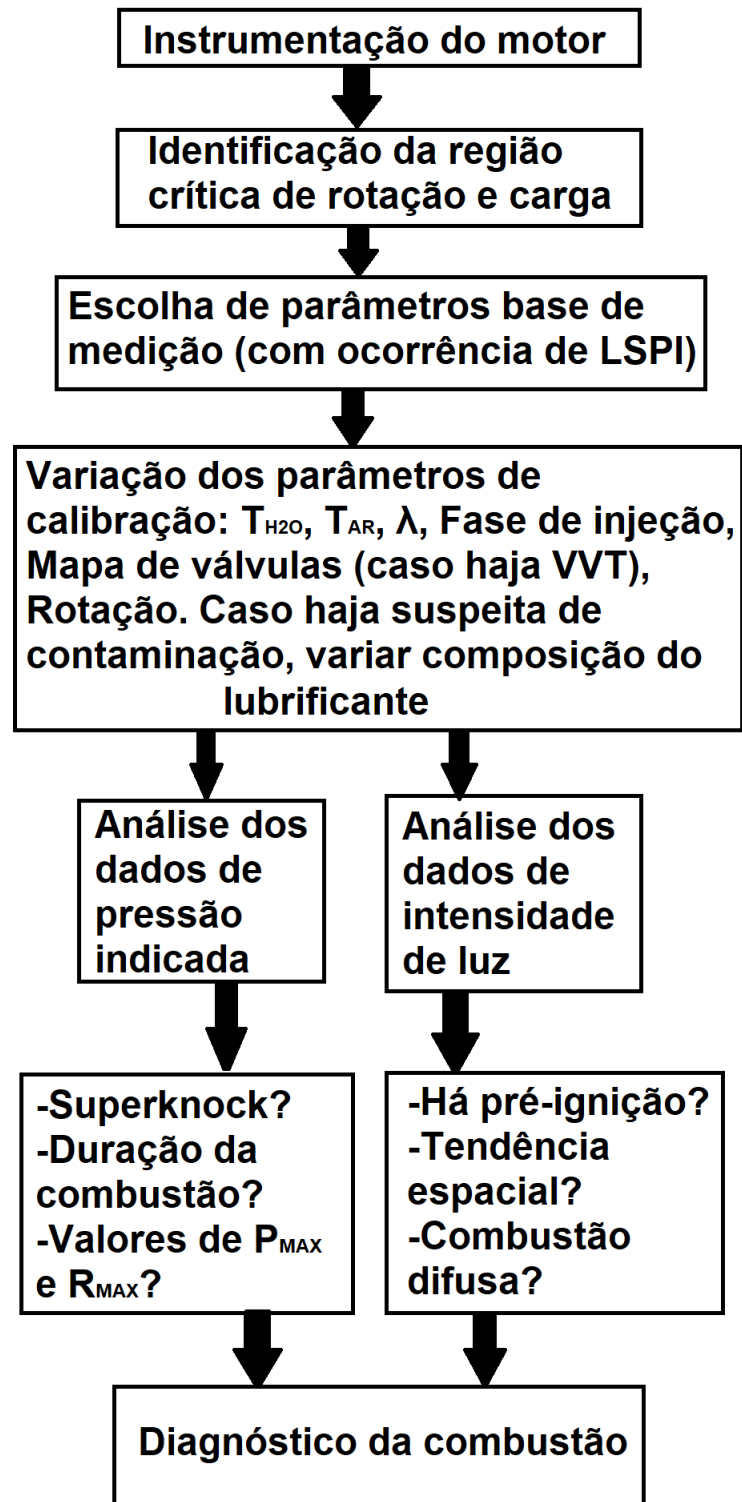 Instrumentação do motor
Identificação da região
crítica de rotação e carga
Escolha de parâmetros base de
medição (com ocorrência de LSPI)
Variação dos parâmetros de
calibração: TH2O, TAR, λ, Fase de injeção,
Mapa de válvulas (caso haja VVT),
Rotação. Caso haja suspeita de
contaminação, variar composição do
lubrificante
Análise dos
dados de
pressão
indicada
Análise dos
dados de
intensidade
de luz
-Superknock?
-Duração da
combustão?
-Valores de PMAX
e RMAX?
-Há pré-ignição?
-Tendência
espacial?
-Combustão
difusa?
Diagnóstico da combustão